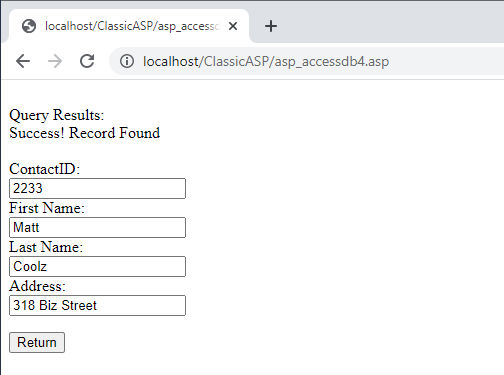 localhost/ClassicASP/asp_access
localhost/ClassicASP/asp_accessdb4.asp
Query Results:
Success! Record Found
ContactID:
2233
First Name:
Matt
Last Name:
Coolz
Address:
318 Biz Street
Return